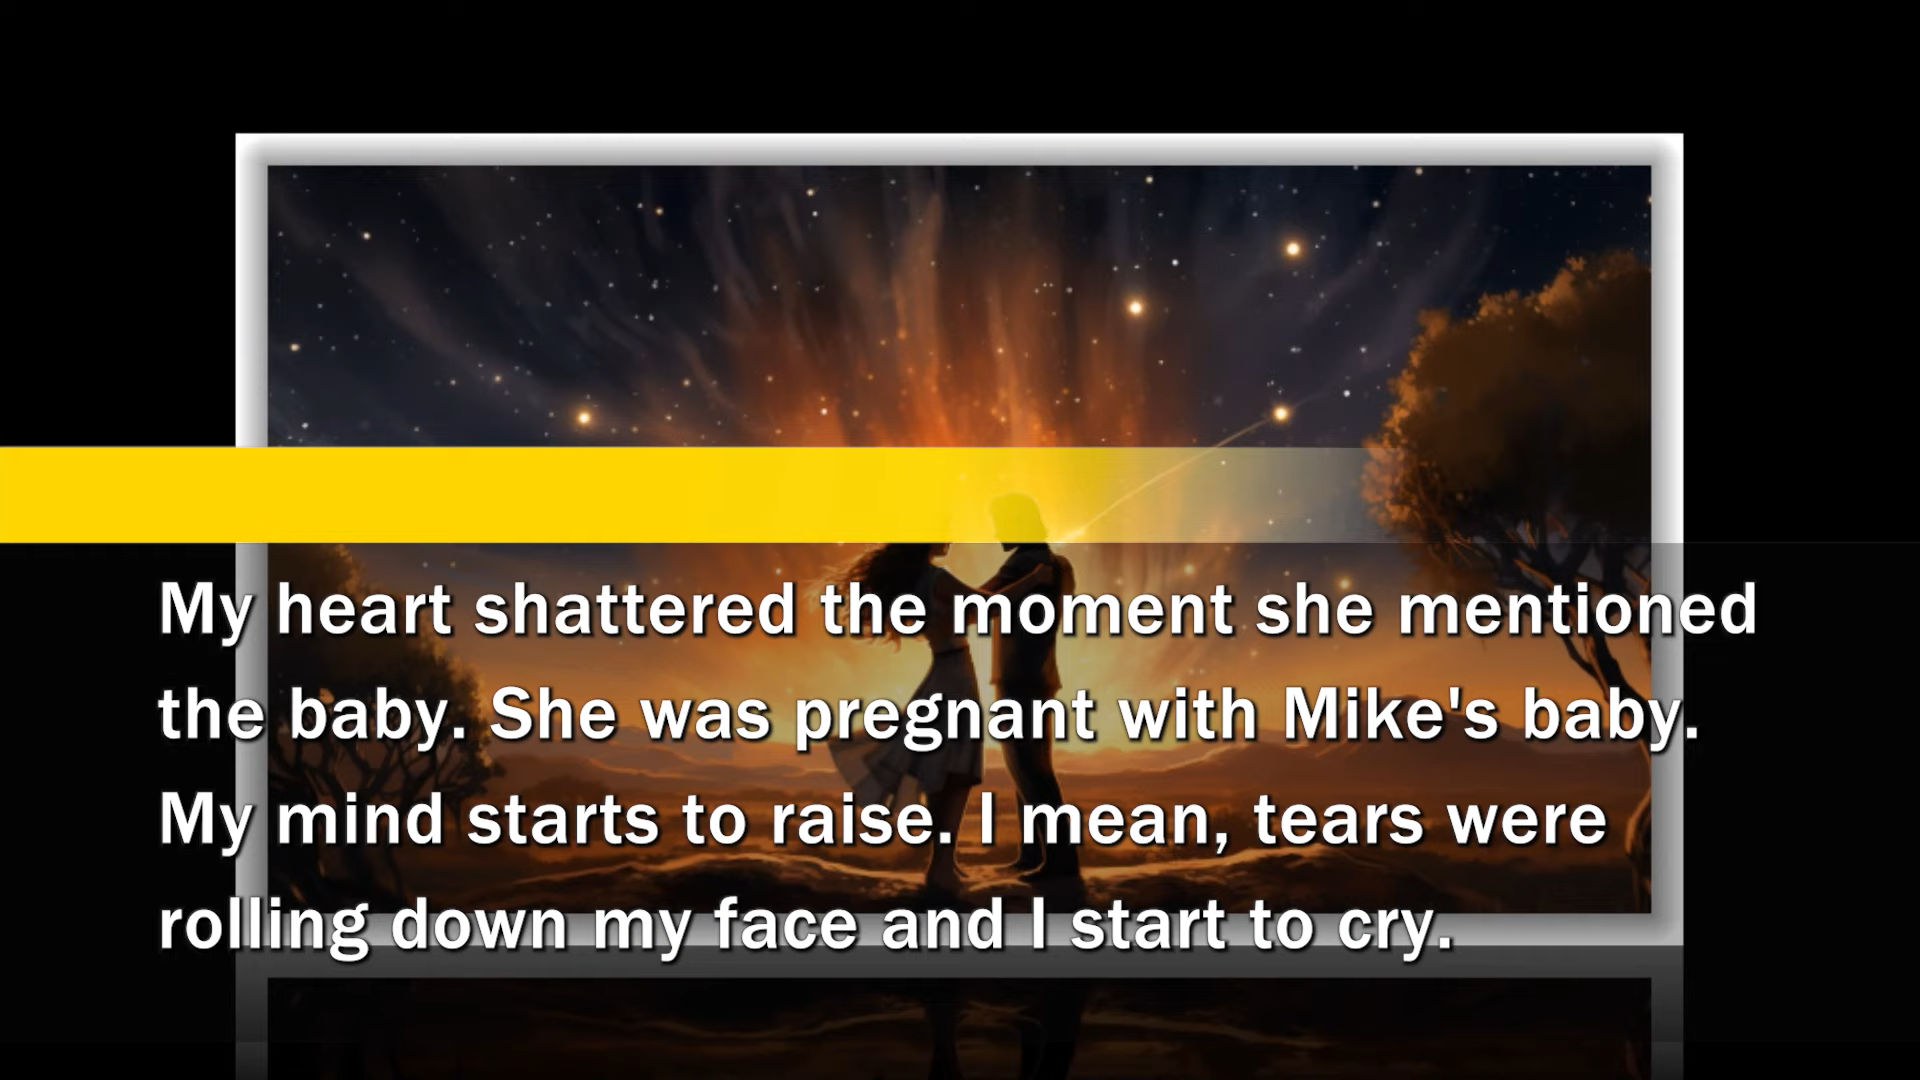 My heart shattered the moment she mentioned
the baby. She was pregnant with Mike's baby.
My mind starts to raise. I mean, tears were
rolling down my face and I start to cry.